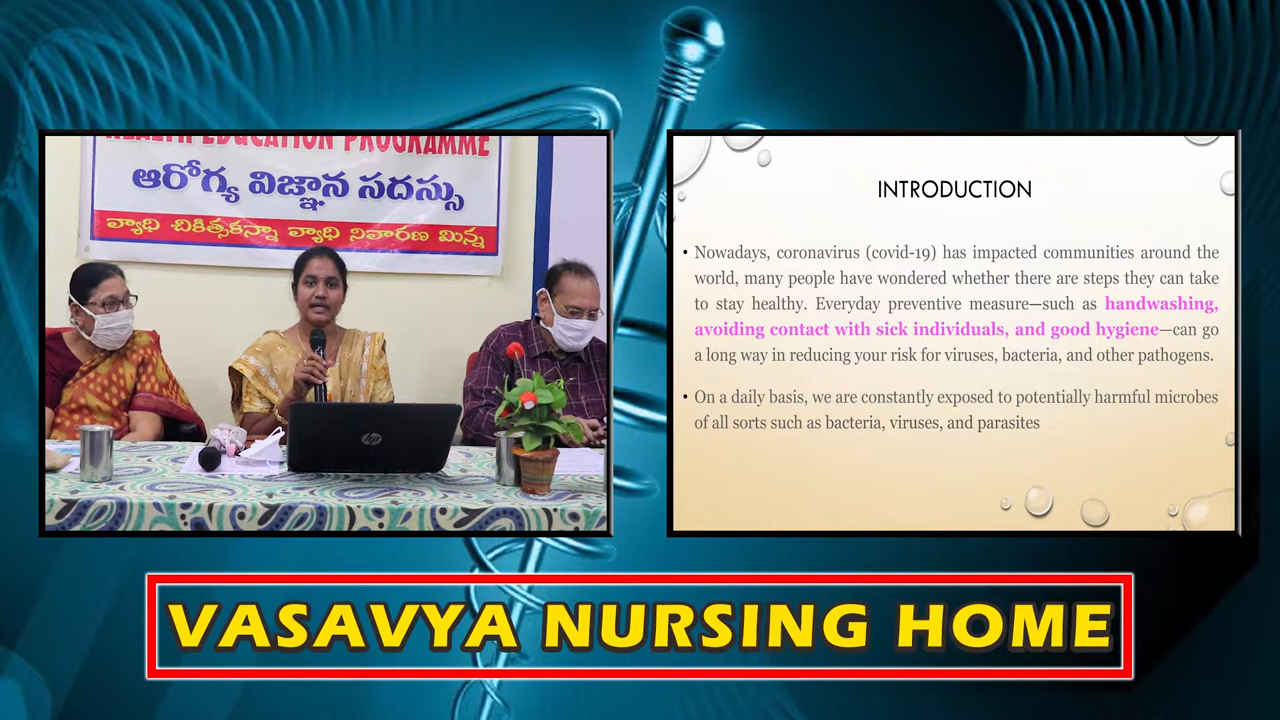 HEALTH EDUCATION PROGRAMME
ఆరోగ్య విజ్ఞాన సదస్సు
వ్యాధి చికిత్సకన్నా వ్యాధి నివారణ మిన్న
hp
INTRODUCTION
• Nowadays, coronavirus (covid-19) has impacted communities around the
world, many people have wondered whether there are steps they can take
to stay healthy. Everyday preventive measure—such as handwashing,
avoiding contact with sick individuals, and good hygiene—can go
a long way in reducing your risk for viruses, bacteria, and other pathogens.
• On a daily basis, we are constantly exposed to potentially harmful microbes
of all sorts such as bacteria, viruses, and parasites
VASAVYA NURSING HOME